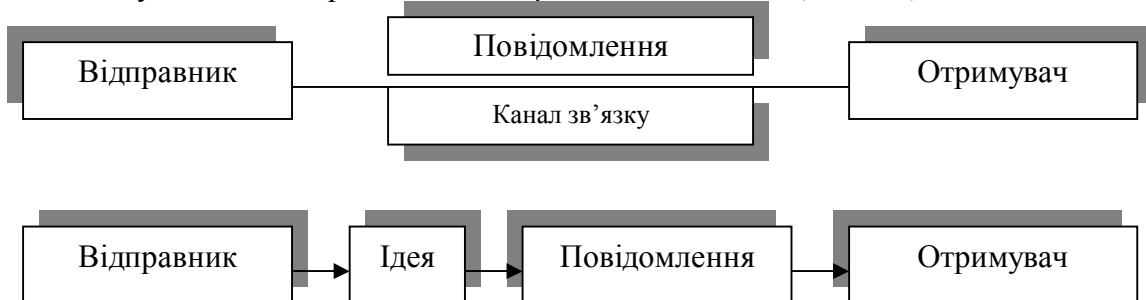 Повідомлення
Відправник
Отримувач
Канал зв’язку
Відправник Ідея Повідомлення Отримувач